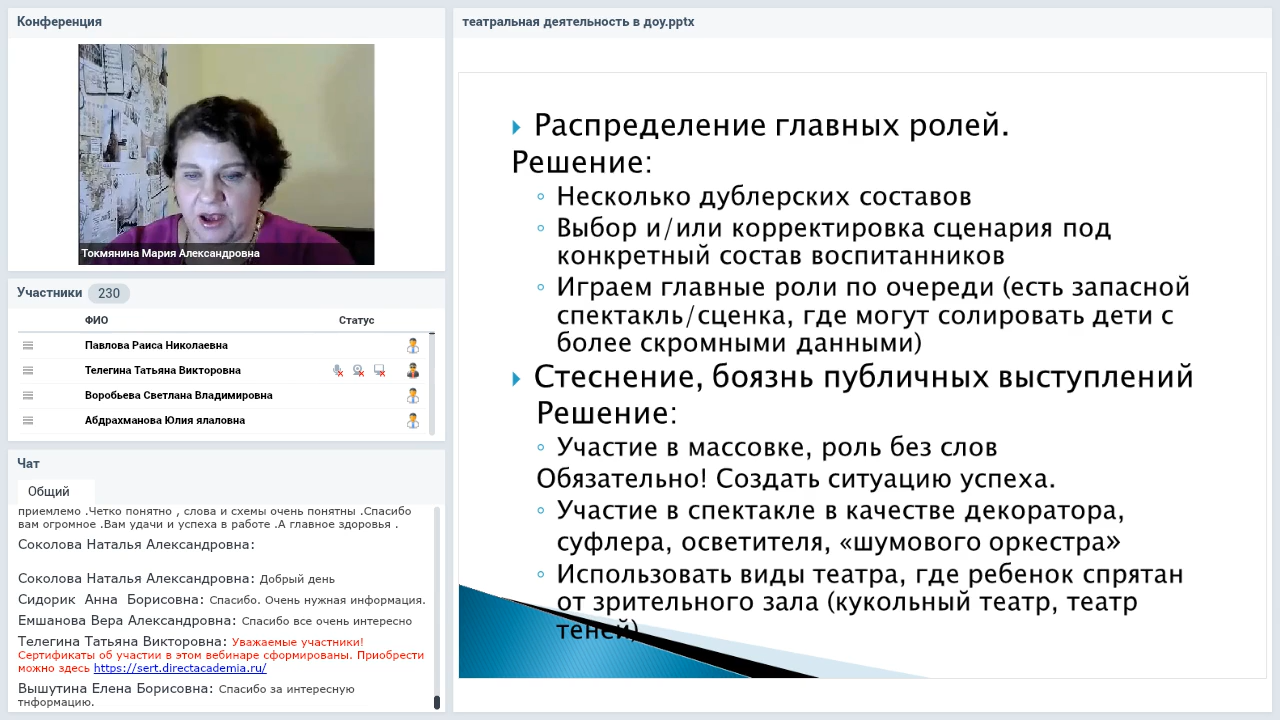 Конференция
Токмянина Мария Александровна
Участники 230
ФИО Статус
Павлова Раиса Николаевна
Телегина Татьяна Викторовна
Воробьева Светлана Владимировна
Абдрахманова Юлия ялаловна
Чат
Общий
приемлемо .Четко понятно , слова и схемы очень понятны .Спасибо
вам огромное .Вам удачи и успеха в работе .А главное здоровья .
Соколова Наталья Александровна:
Соколова Наталья Александровна: Добрый день
Сидорик Анна Борисовна: Спасибо. Очень нужная информация.
Емшанова Вера Александровна: Спасибо все очень интересно
Телегина Татьяна Викторовна: Уважаемые участники!
Сертификаты об участии в этом вебинаре сформированы. Приобрести
можно здесь https://sert.directacademia.ru/
Вышутина Елена Борисовна: Спасибо за интересную
тнформацию.
театральная деятельность в доу.pptx
Распределение главных ролей.
Решение:
Несколько дублерских составов
Выбор и/или корректировка сценария под
конкретный состав воспитанников
Играем главные роли по очереди (есть запасной
спектакль/сценка, где могут солировать дети с
более скромными данными)
Стеснение, боязнь публичных выступлений
Решение:
Участие в массовке, роль без слов
Обязательно! Создать ситуацию успеха.
Участие в спектакле в качестве декоратора,
суфлера, осветителя, «шумового оркестра»
Использовать виды театра, где ребенок спрятан
от зрительного зала (кукольный театр, театр
теней)